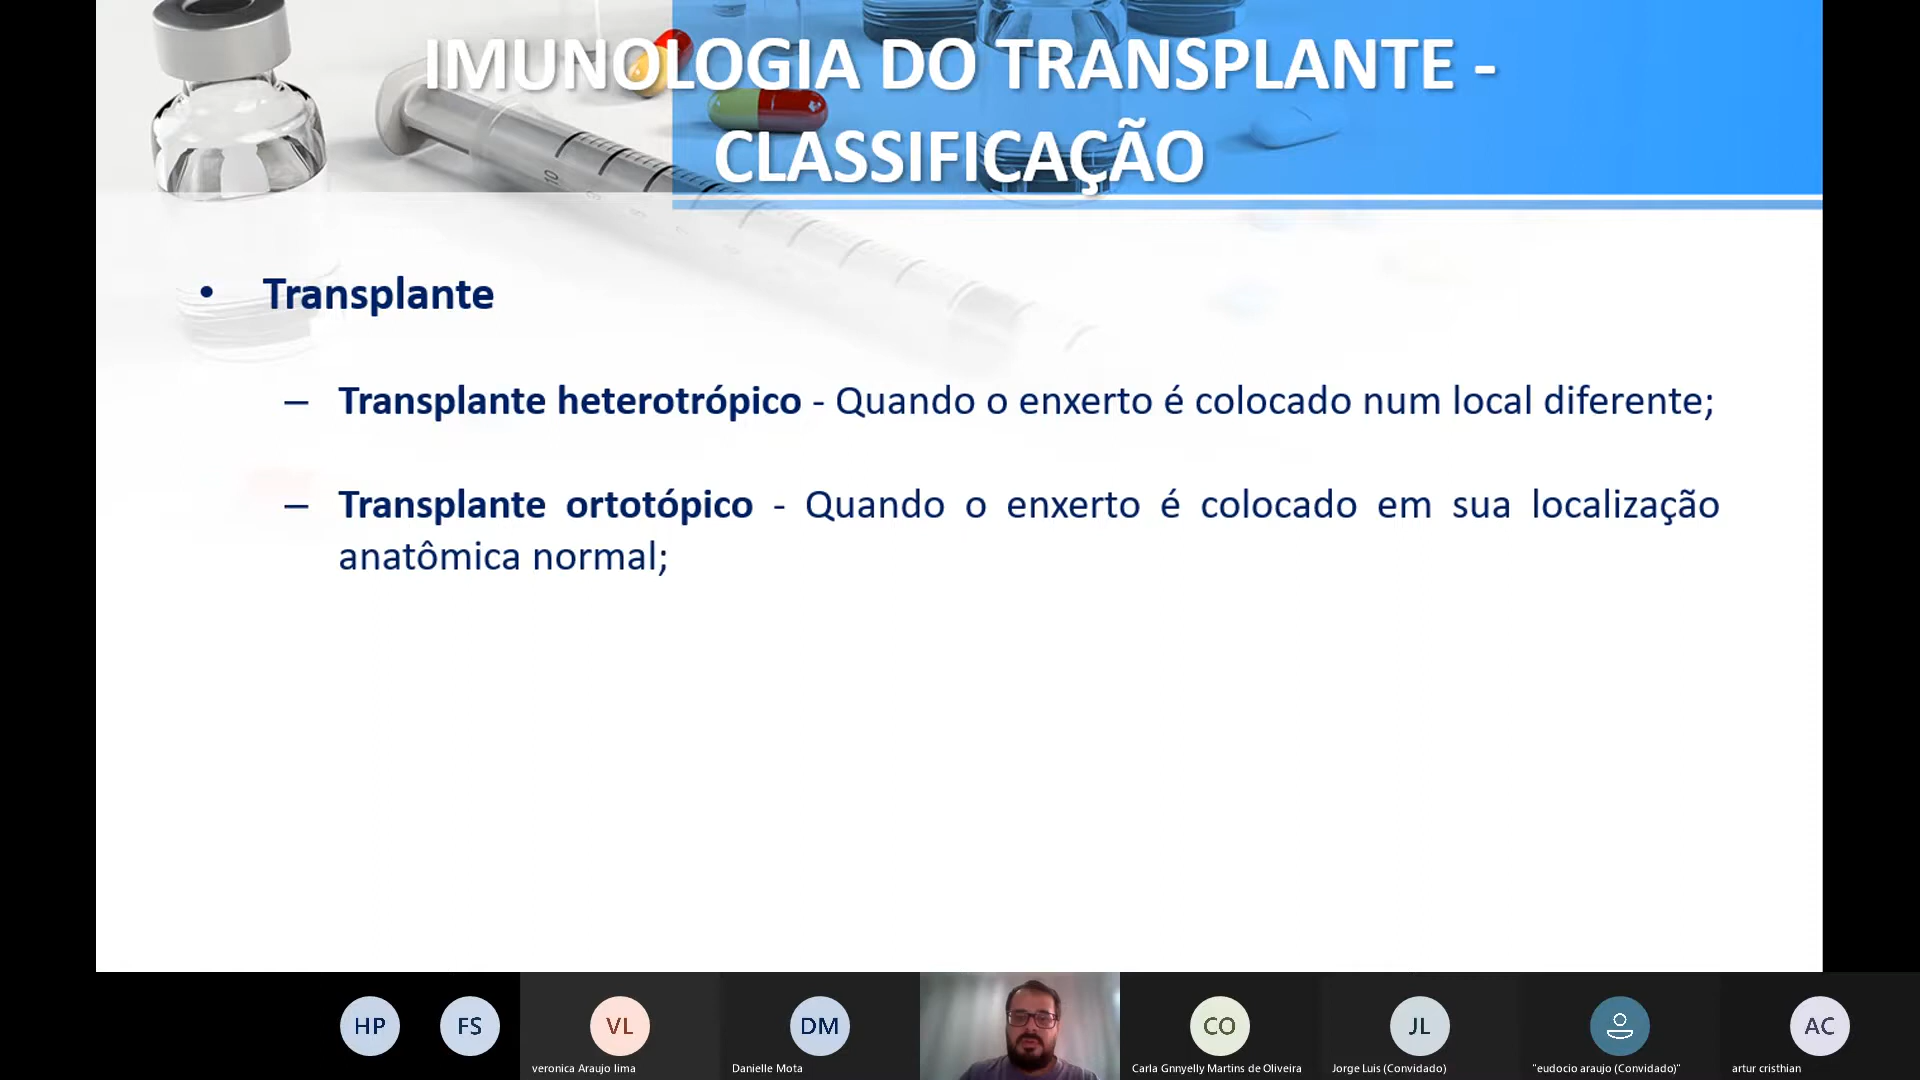 IMUNOLOGIA DO TRANSPLANTE -
CLASSIFICAÇÃO
• Transplante
– Transplante heterotrópico - Quando o enxerto é colocado num local diferente;
– Transplante ortotópico - Quando o enxerto é colocado em sua localização
anatômica normal;
10
HP
FS
VL
DM
CO
JL
AC
veronica Araujo lima
Danielle Mota
Carla Gnnyelly Martins de Oliveira
Jorge Luis (Convidado)
"eudocio araujo (Convidado)"
artur cristhian